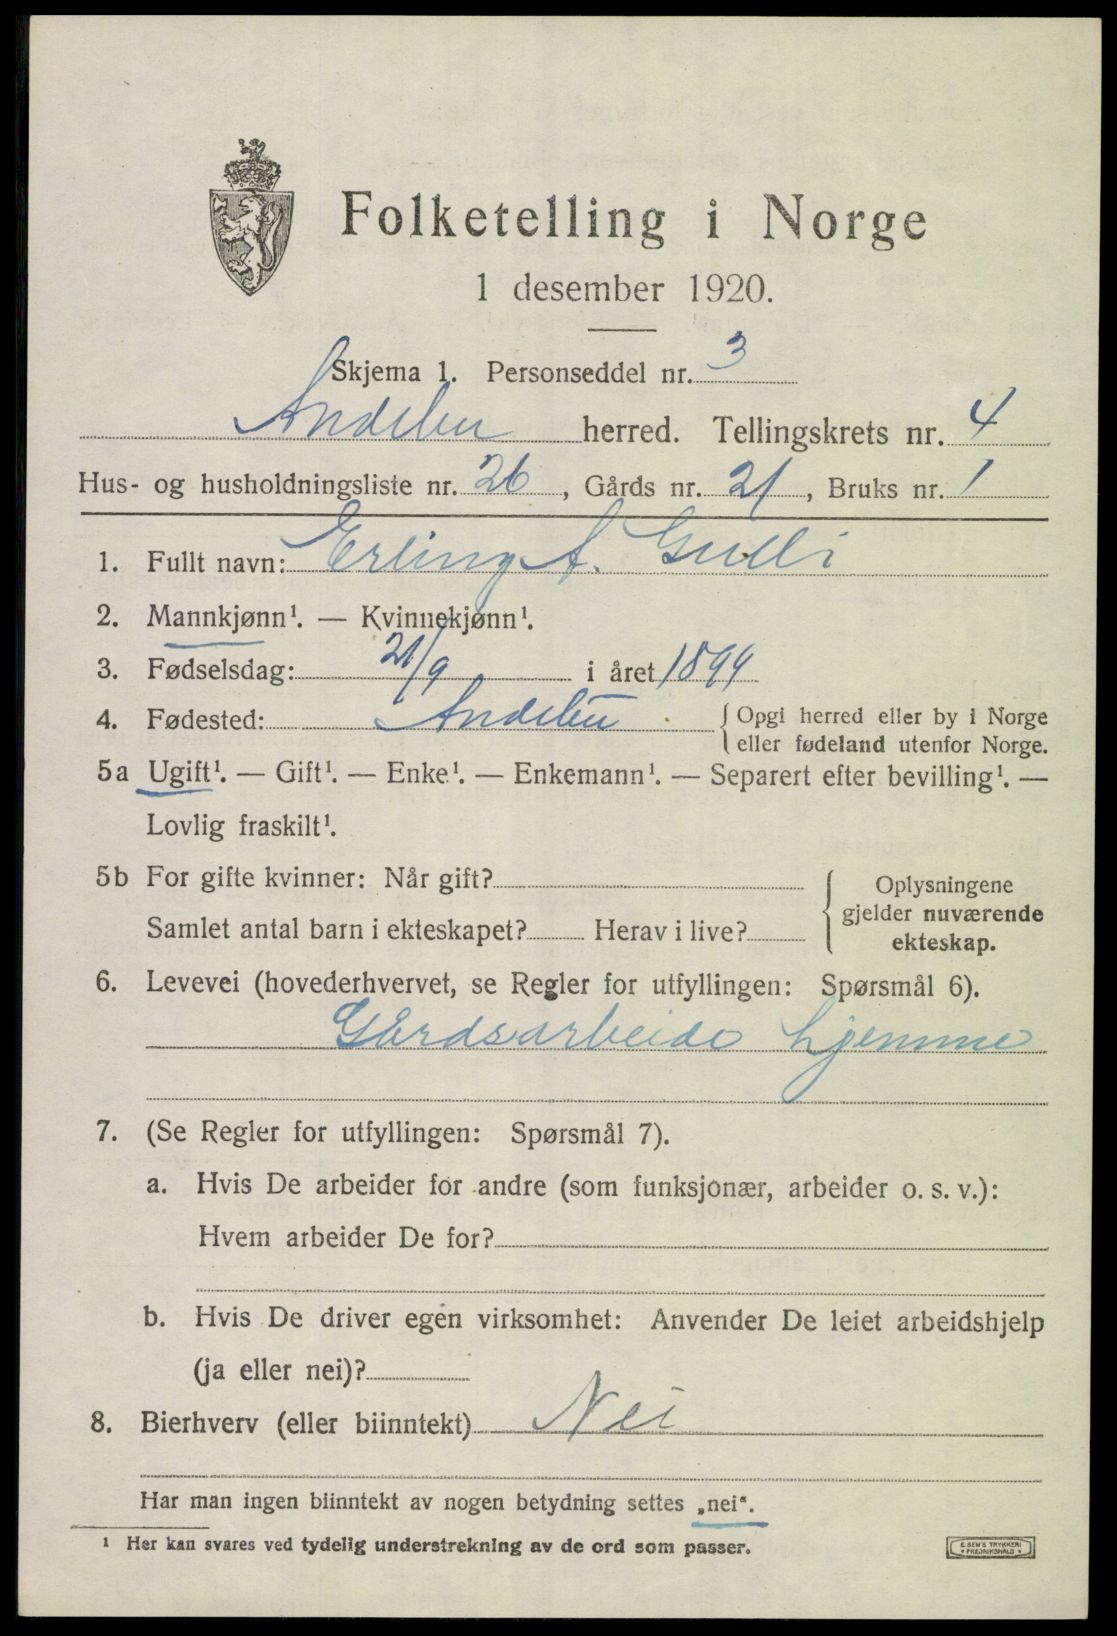 Folketelling i Norge
1 desember 1920.
Skjema 1. Personseddel nr. 3
Andebu herred. Tellingskrets nr. 4
Hus- og husholdningsliste nr. 26, Gårds nr. 21, Bruks nr. 1
1. Fullt navn: Erling A. Gulli
2. Mannkjønn¹. — Kvinnekjønn¹.
3. Fødselsdag: 21/9 i året 1899
4. Fødested: Andebu {Opgi herred eller by i Norge
eller fødeland utenfor Norge.
5a Ugift¹. — Gift¹. — Enke¹. — Enkemann¹. — Separert efter bevilling¹. —
Lovlig fraskilt¹.
5b For gifte kvinner: Når gift?
Samlet antal barn i ekteskapet? Herav i live?
{ Oplysningene
gjelder nuværende
ekteskap.
6. Levevei (hovederhvervet, se Regler for utfyllingen: Spørsmål 6).
Gårdsarbeide hjemme
7. (Se Regler for utfyllingen: Spørsmål 7).
a. Hvis De arbeider for andre (som funksjonær, arbeider o. s. v.):
Hvem arbeider De for?
b. Hvis De driver egen virksomhet: Anvender De leiet arbeidshjelp
(ja eller nei)?
8. Bierhverv (eller biinntekt) Nei
Har man ingen biinntekt av nogen betydning settes „nei“.
¹ Her kan svares ved tydelig understrekning av de ord som passer.
E. SEM'S TRYKKERI
FREDRIKSHALD